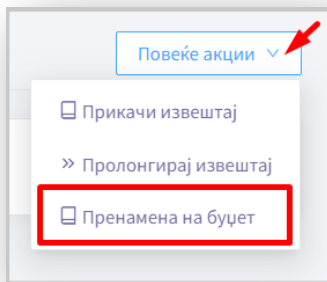 Повеќе акции
Прикачи извештај
Пролонгирај извештај
Пренамена на буџет